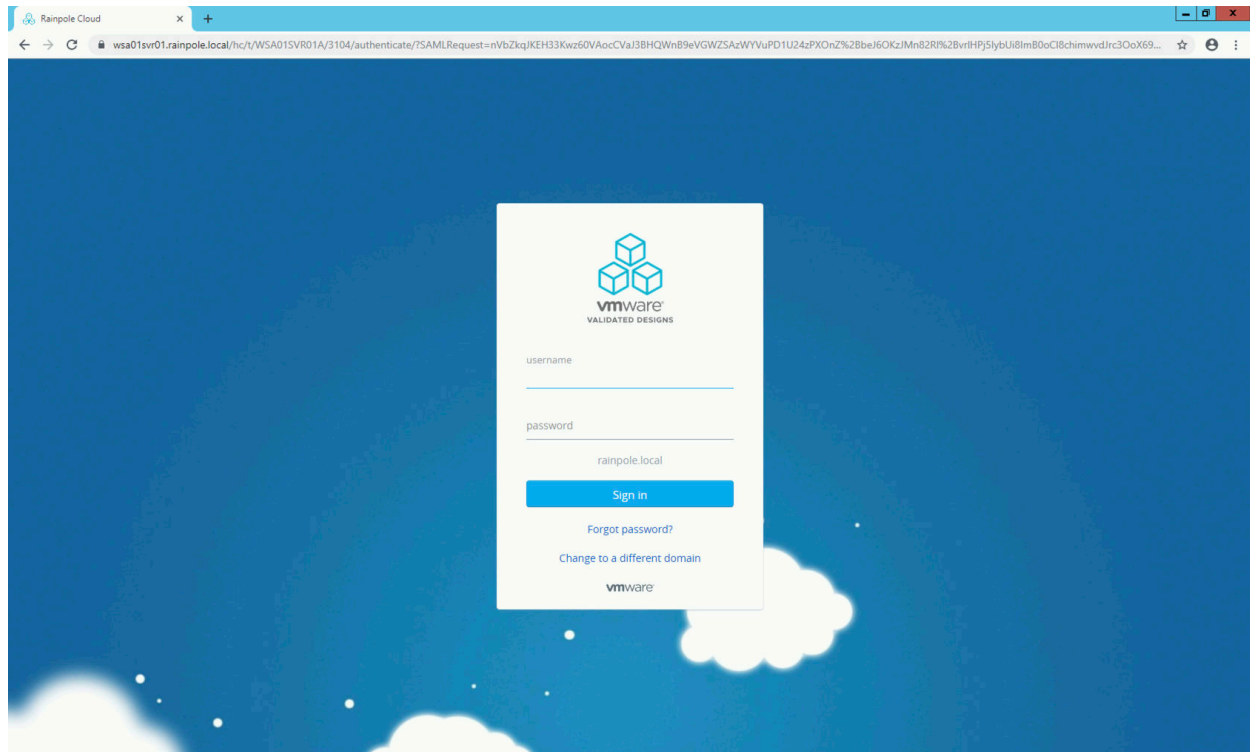 Rainpole Cloud
wsa01svr01.rainpole.local/hc/t/WSA01SVR01A/3104/authenticate/?SAMLRequest=nVbZkqJKEH33Kwz60VAocCVaJ3BHQWnB9eVGWZSAzWYVuPD1U24zPXOnZ%2BbeJ6OKzJMn82Rl%2BvrlHPj5IybUi8ImB0oCl8chimwvdJrc3OoX69...
vmware
VALIDATED DESIGNS
username
password
rainpole.local
Sign in
Forgot password?
Change to a different domain
vmware